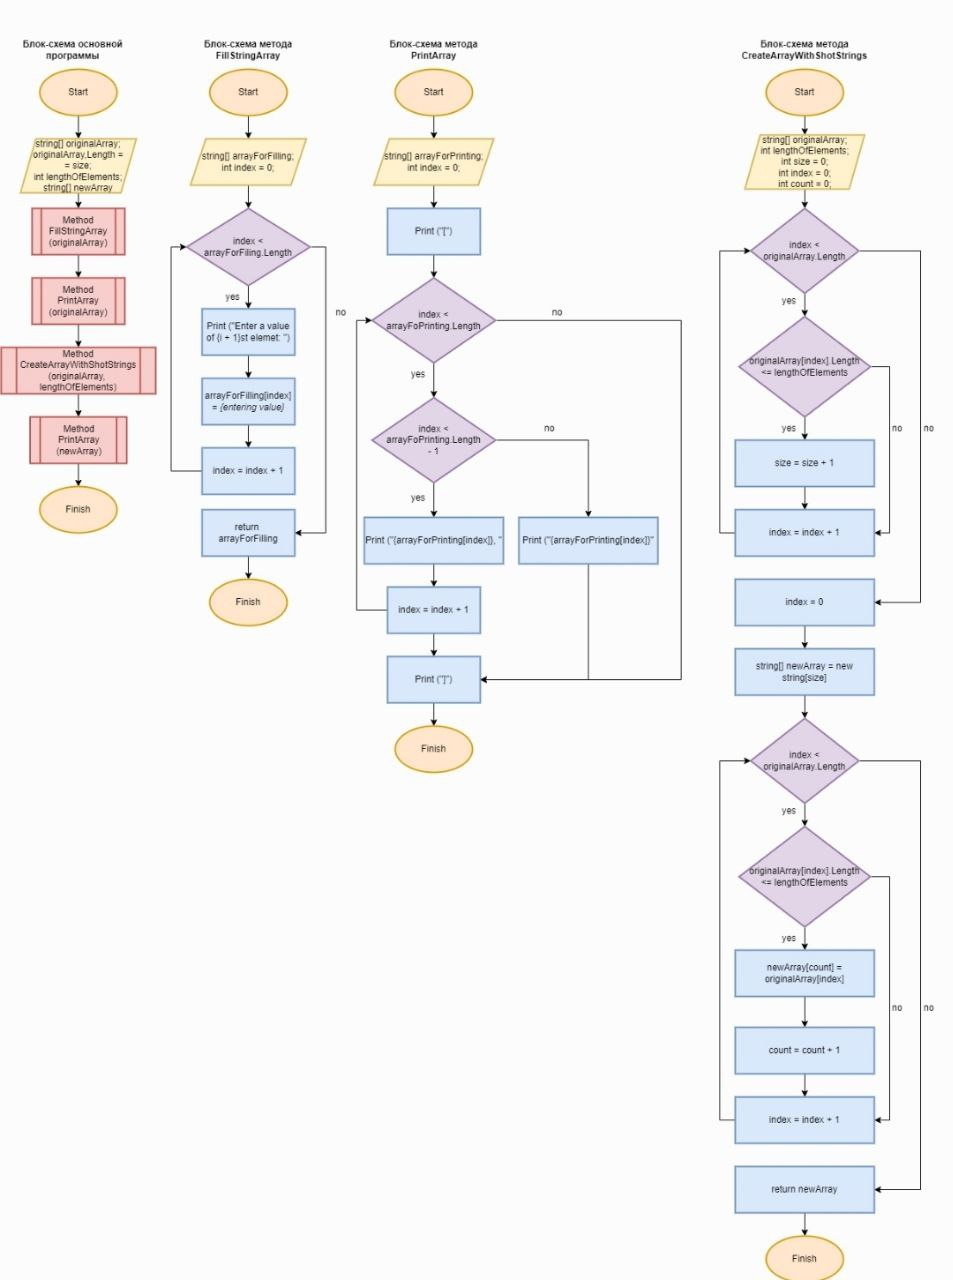 Блок-схема основной
программы
Start
string[] originalArray;
originalArray,Length =
= size;
int lengthOfElements;
string[] newArray
Method
FillStringArray
(originalArray)
Method
PrintArray
(originalArray)
Method
CreateArrayWithShotStrings
(originalArray,
lengthOfElements)
Method
PrintArray
(newArray)
Finish
Блок-схема метода
FillStringArray
Start
string[] arrayForFilling;
int index = 0;
index <
arrayForFiling.Length
yes
no
Print ("Enter a value
of {i + 1}st elemet: ")
arrayForFilling[index]
= {entering value}
index = index + 1
return
arrayForFilling
Finish
Блок-схема метода
PrintArray
Start
string[] arrayForPrinting;
int index = 0;
Print ("[")
index <
arrayFoPrinting.Length
no
yes
index <
arrayFoPrinting.Length
- 1
no
yes
Print ("{arrayForPrinting[index]}, "
Print ("{arrayForPrinting[index]}"
index = index + 1
Print ("]")
Finish
Блок-схема метода
CreateArrayWithShotStrings
Start
string[] originalArray;
int lengthOfElements;
int size = 0;
int index = 0;
int count = 0;
index <
originalArray.Length
yes
originalArray[index].Length
<= lengthOfElements
yes
no
no
size = size + 1
index = index + 1
index = 0
string[] newArray = new
string[size]
index <
originalArray.Length
yes
originalArray[index].Length
<= lengthOfElements
yes
newArray[count] =
originalArray[index]
no
no
count = count + 1
index = index + 1
return newArray
Finish